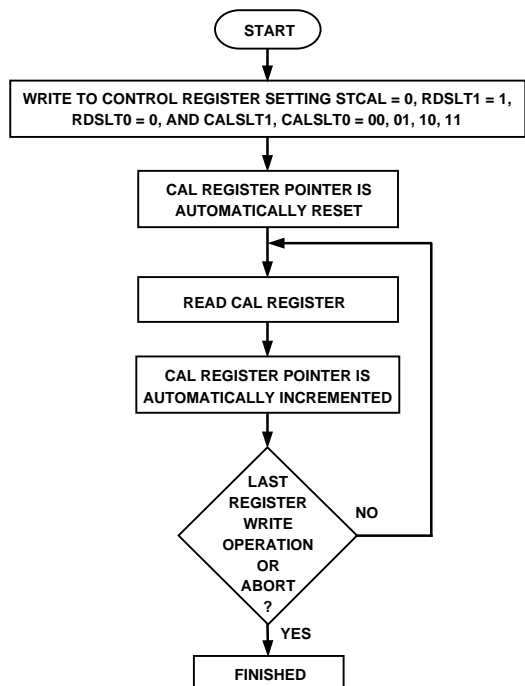 START
WRITE TO CONTROL REGISTER SETTING STCAL = 0, RDSLT1 = 1,
RDSLT0 = 0, AND CALSLT1, CALSLT0 = 00, 01, 10, 11
CAL REGISTER POINTER IS
AUTOMATICALLY RESET
READ CAL REGISTER
CAL REGISTER POINTER IS
AUTOMATICALLY INCREMENTED
LAST
REGISTER
WRITE
OPERATION
OR
ABORT
?
NO
YES
FINISHED